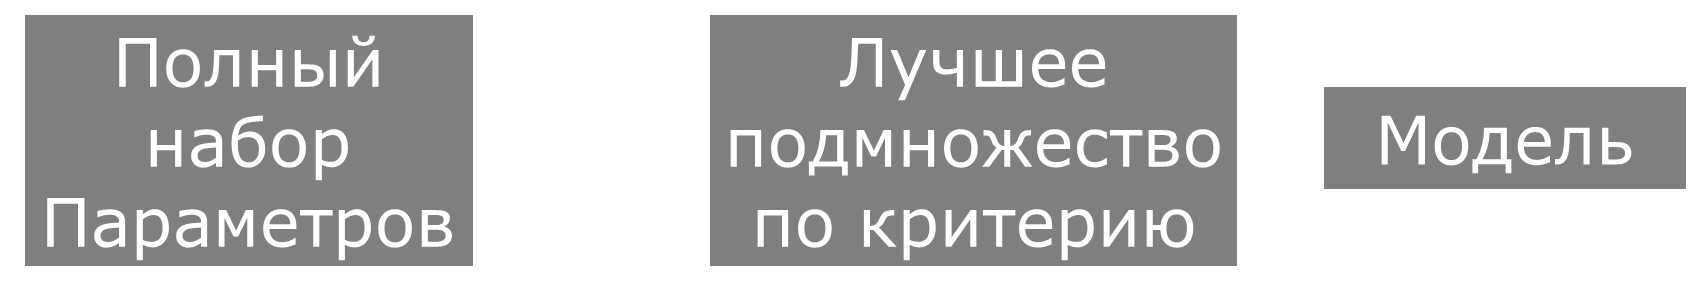 Полный
набор
Параметров
Лучшее
подмножество
по критерию
Модель